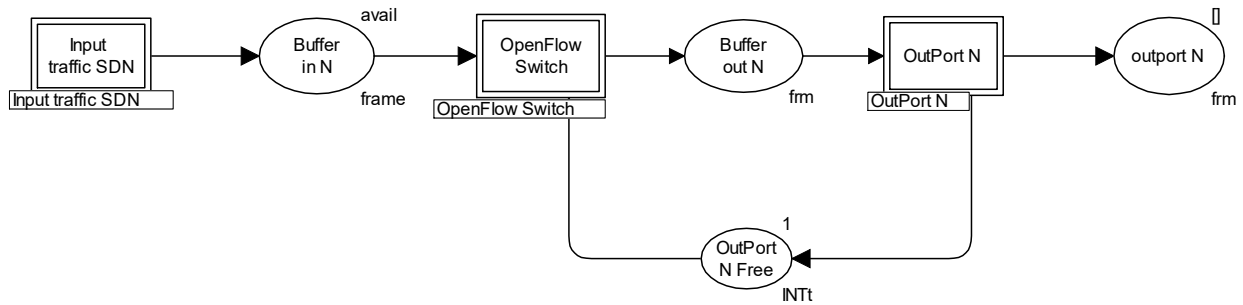 avail
[]
Input
traffic SDN
Input traffic SDN
Buffer
in N
frame
OpenFlow
Switch
OpenFlow Switch
Buffer
out N
frm
OutPort N
OutPort N
outport N
frm
1
OutPort
N Free
INTt